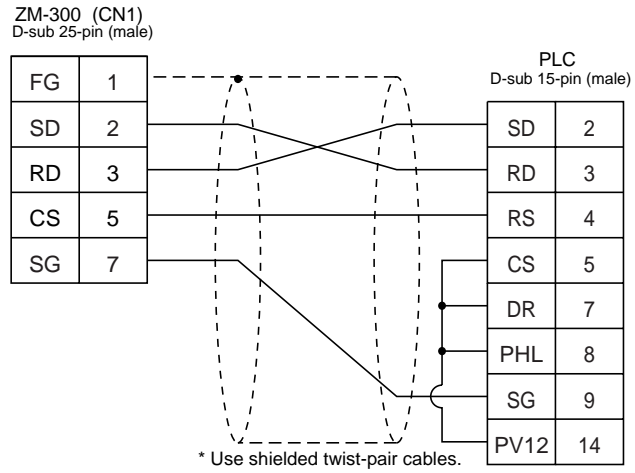 ZM-300 (CN1)
D-sub 25-pin (male)
FG 1
SD 2
RD 3
CS 5
SG 7
PLC
D-sub 15-pin (male)
SD 2
RD 3
RS 4
CS 5
DR 7
PHL 8
SG 9
PV12 14
* Use shielded twist-pair cables.